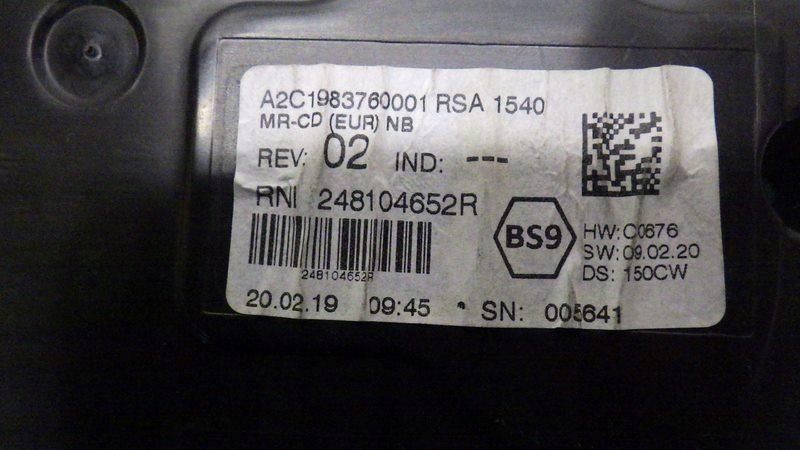 A2C1983760001 RSA 1540
MR-CD (EUR) NB
REV: 02 IND: ---
RNI 248104652R
BS9
HW:C0676
SW:09.02.20
DS: 150CW
248104652R
20.02.19 09:45 * SN: 005641